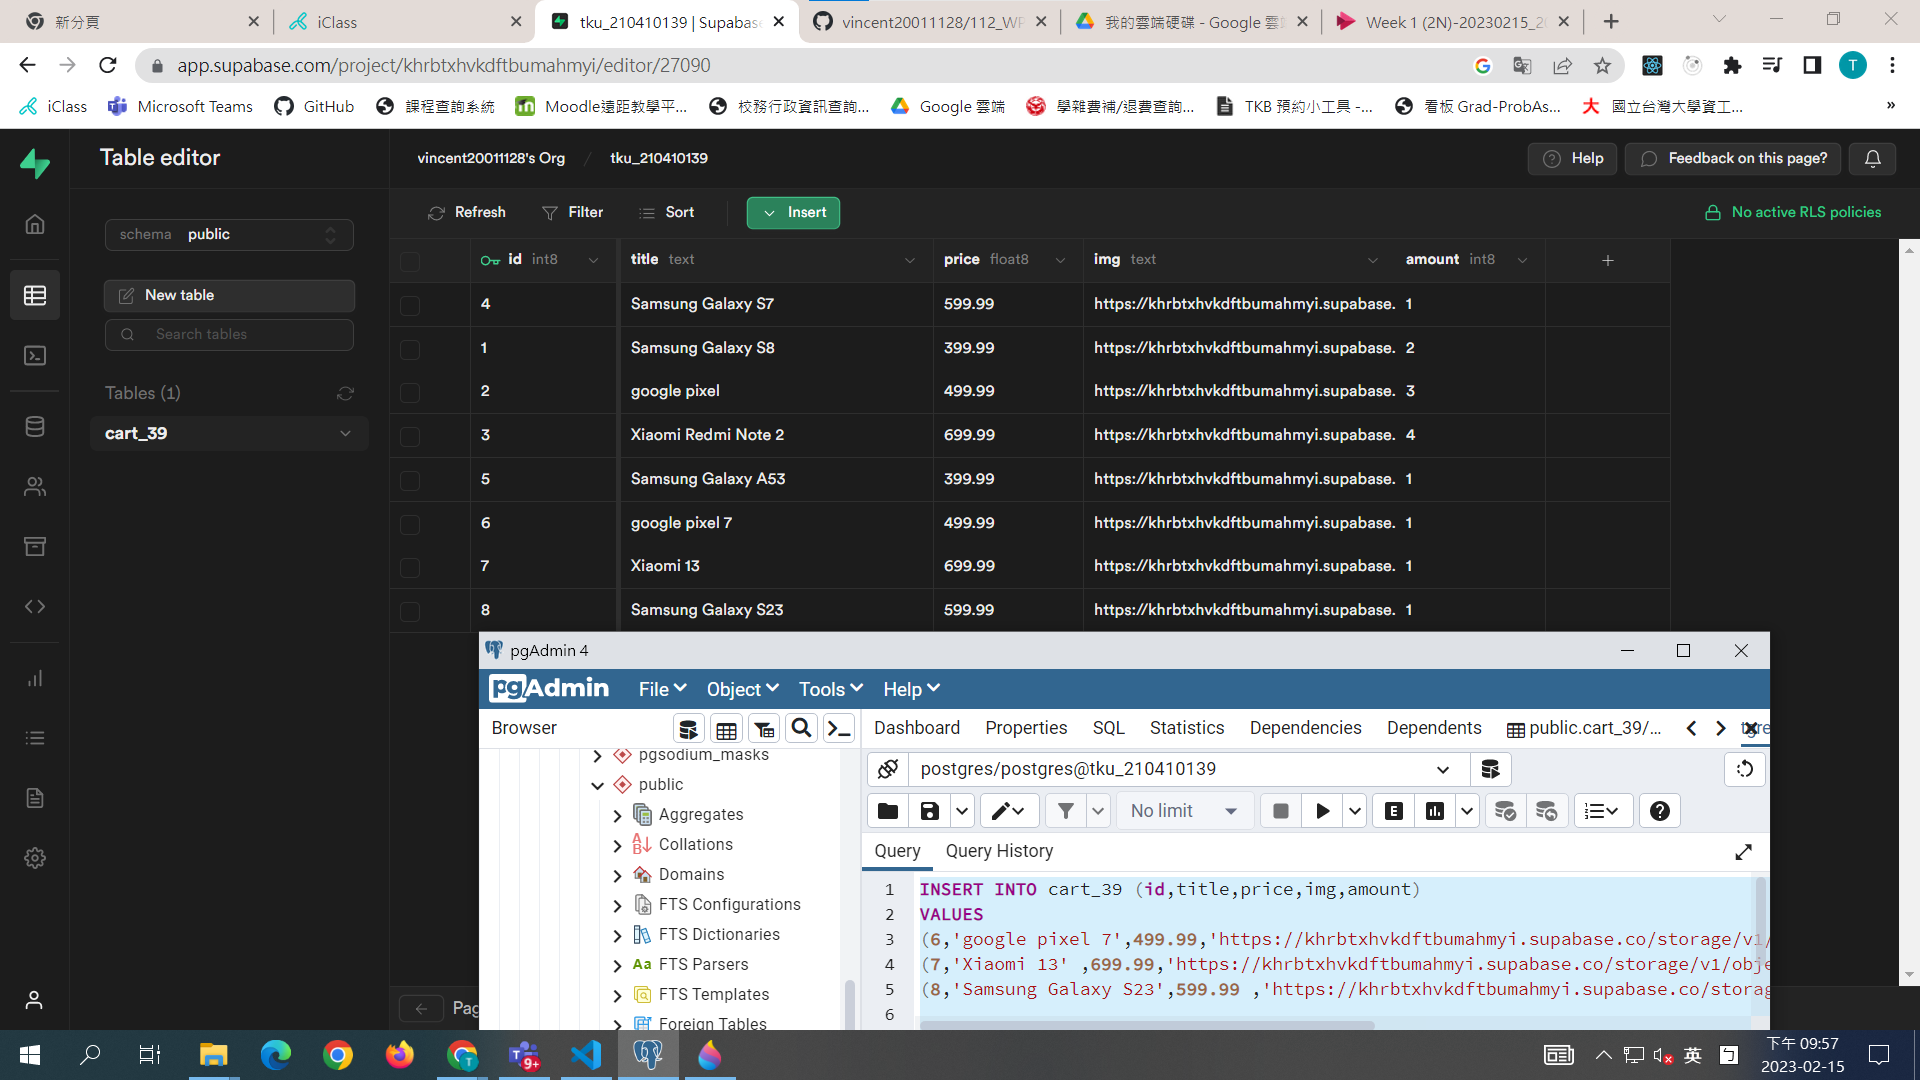 新分頁
iClass
tku_210410139 | Supabase
vincent20011128/112_WP
我的雲端硬碟 - Google 雲
Week 1 (2N)-20230215_2
app.supabase.com/project/khrbtxhvkdftbumahmyi/editor/27090
T
iClass
Microsoft Teams
GitHub
課程查詢系統
Moodle遠距教學平...
校務行政資訊查詢...
Google 雲端
學雜費補/退費查詢...
TKB 預約小工具 -...
看板 Grad-ProbAs...
國立台灣大學資工...
»
Table editor
vincent20011128's Org / tku_210410139
Help
Feedback on this page?
schema public
Refresh
Filter
Sort
Insert
No active RLS policies
New table
Search tables
Tables (1)
cart_39
id int8 title text price float8 img text amount int8 +
4 Samsung Galaxy S7 599.99 https://khrbtxhvkdftbumahmyi.supabase. 1
1 Samsung Galaxy S8 399.99 https://khrbtxhvkdftbumahmyi.supabase. 2
2 google pixel 499.99 https://khrbtxhvkdftbumahmyi.supabase. 3
3 Xiaomi Redmi Note 2 699.99 https://khrbtxhvkdftbumahmyi.supabase. 4
5 Samsung Galaxy A53 399.99 https://khrbtxhvkdftbumahmyi.supabase. 1
6 google pixel 7 499.99 https://khrbtxhvkdftbumahmyi.supabase. 1
7 Xiaomi 13 699.99 https://khrbtxhvkdftbumahmyi.supabase. 1
8 Samsung Galaxy S23 599.99 https://khrbtxhvkdftbumahmyi.supabase. 1
Pag
pgAdmin 4
pgAdmin File Object Tools Help
Browser
Dashboard Properties SQL Statistics Dependencies Dependents public.cart_39/...
pgsodium_masks
public
Aggregates
Collations
Domains
FTS Configurations
FTS Dictionaries
FTS Parsers
FTS Templates
Foreign Tables
postgres/postgres@tku_210410139
No limit
E
Query Query History
1 INSERT INTO cart_39 (id,title,price,img,amount)
2 VALUES
3 (6,'google pixel 7',499.99,'https://khrbtxhvkdftbumahmyi.supabase.co/storage/v1/
4 (7,'Xiaomi 13' ,699.99,'https://khrbtxhvkdftbumahmyi.supabase.co/storage/v1/obje
5 (8,'Samsung Galaxy S23',599.99 ,'https://khrbtxhvkdftbumahmyi.supabase.co/storag
6
9+
英
下午 09:57
2023-02-15